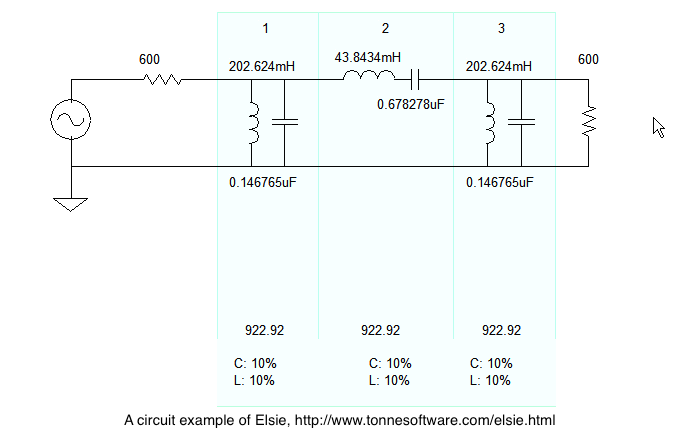 1 2 3
600 202.624mH 43.8434mH 202.624mH 600
0.678278uF
0.146765uF 0.146765uF
922.92 922.92 922.92
C: 10% C: 10% C: 10%
L: 10% L: 10% L: 10%
A circuit example of Elsie, http://www.tonnesoftware.com/elsie.html